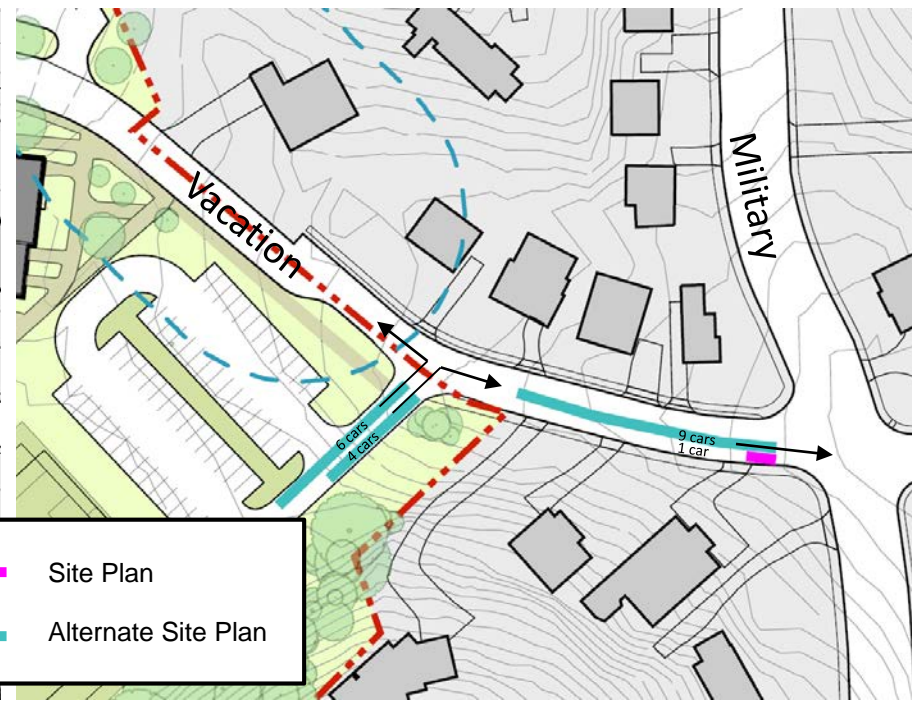 Vacation
Military
6 cars
4 cars
9 cars
1 car
Site Plan
Alternate Site Plan